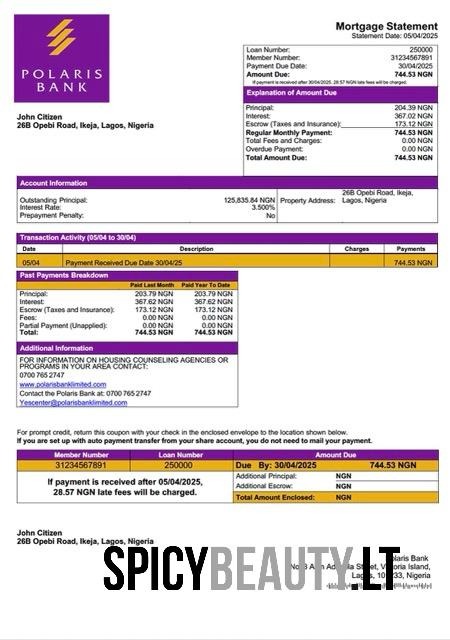 POLARIS
BANK
Mortgage Statement
Statement Date: 05/04/2025
Loan Number: 250000
Member Number: 31234567891
Payment Due Date: 30/04/2025
Amount Due: 744.53 NGN
If payment is received after 30/04/2025, 28.57 NGN late fees will be charged.
Explanation of Amount Due
Principal: 204.39 NGN
Interest: 367.02 NGN
Escrow (Taxes and Insurance): 173.12 NGN
Regular Monthly Payment: 744.53 NGN
Total Fees and Charges: 0.00 NGN
Overdue Payment: 0.00 NGN
Total Amount Due: 744.53 NGN
John Citizen
26B Opebi Road, Ikeja, Lagos, Nigeria
Account Information
Outstanding Principal: 125,835.84 NGN
Interest Rate: 3.500%
Prepayment Penalty: No
Property Address: 26B Opebi Road, Ikeja,
Lagos, Nigeria
Transaction Activity (05/04 to 30/04)
Date Description Charges Payments
05/04 Payment Received Due Date 30/04/25 744.53 NGN
Past Payments Breakdown
Paid Last Month Paid Year To Date
Principal: 203.79 NGN 203.79 NGN
Interest: 367.62 NGN 367.62 NGN
Escrow (Taxes and Insurance): 173.12 NGN 173.12 NGN
Fees: 0.00 NGN 0.00 NGN
Partial Payment (Unapplied): 0.00 NGN 0.00 NGN
Total: 744.53 NGN 744.53 NGN
Additional Information
FOR INFORMATION ON HOUSING COUNSELING AGENCIES OR
PROGRAMS IN YOUR AREA CONTACT:
0700 765 2747
www.polarisbanklimited.com
Contact the Polaris Bank at: 0700 765 2747
Yescenter@polarisbanklimited.com
For prompt credit, return this coupon with your check in the enclosed envelope to the location shown below.
If you are set up with auto payment transfer from your share account, you do not need to mail your payment.
Member Number Loan Number Amount Due
31234567891 250000 Due By: 30/04/2025 744.53 NGN
If payment is received after 05/04/2025,
28.57 NGN late fees will be charged.
Additional Principal: NGN
Additional Escrow: NGN
Total Amount Enclosed: NGN
John Citizen
26B Opebi Road, Ikeja, Lagos, Nigeria
SPICYBEAUTY.LT
Polaris Bank
Street, Victoria Island,
Nigeria